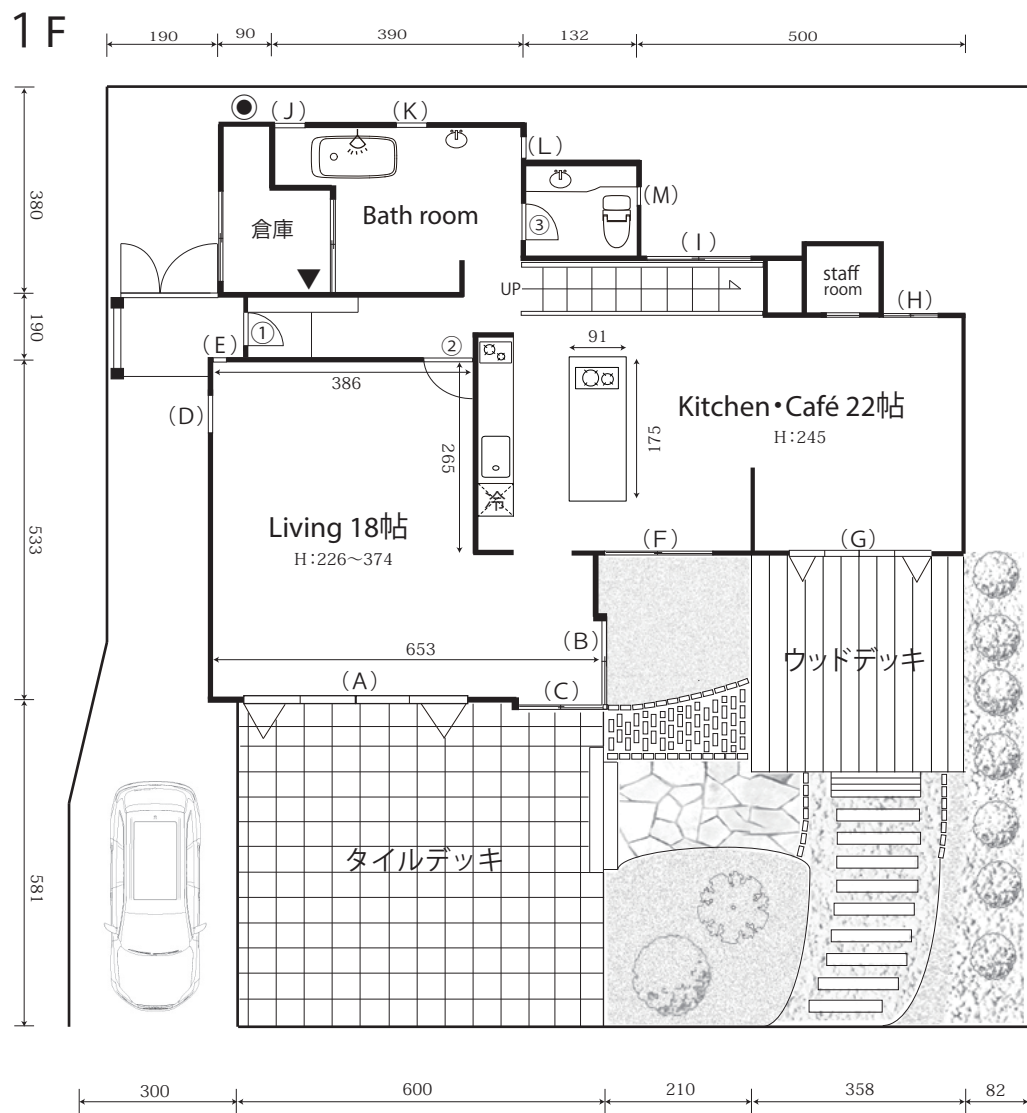 1F
190 90 390 132 500
(J) (K)
(L)
(M)
③
380
倉庫
Bath room
(I)
staff
room
UP
(H)
190
①
(E)
②
91
386
(D)
Kitchen・Café 22帖
H:245
175
265
冷
533
Living 18帖
H:226～374
(F)
(G)
(B)
653
ウッドデッキ
(A)
(C)
タイルデッキ
581
300 600 210 358 82